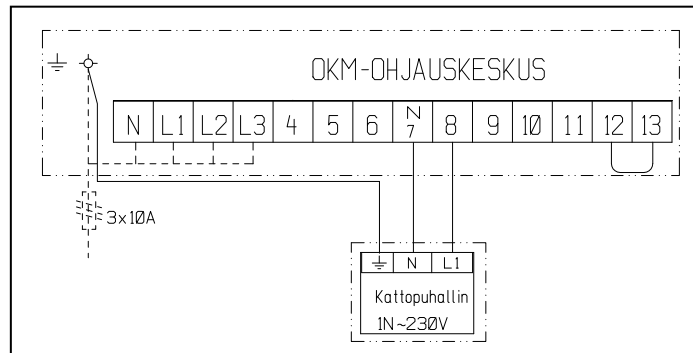 OKM-OHJAUSKESKUS
N L1 L2 L3 4 5 6 N 7 8 9 10 11 12 13
3x10A
N L1
Kattopuhallin
1N~230V